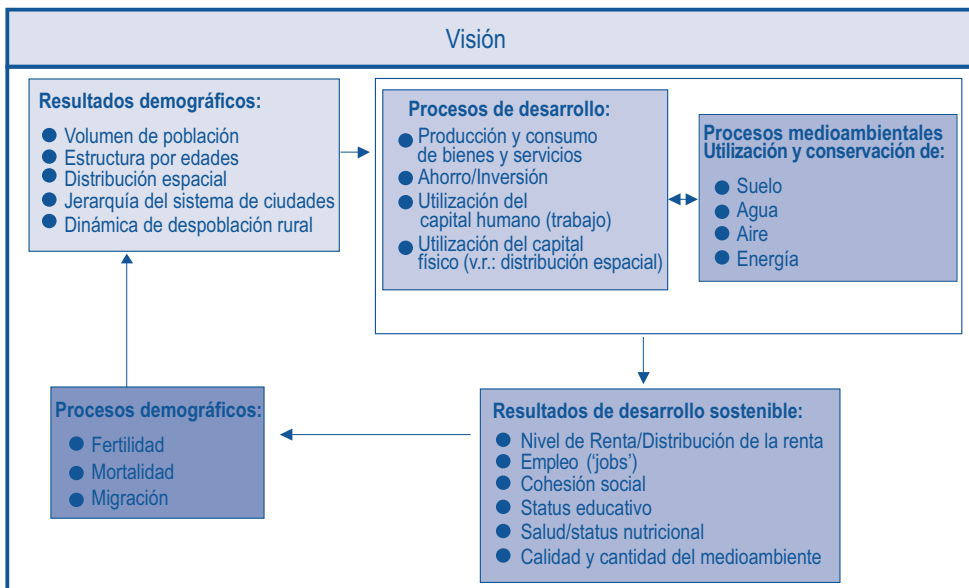 Visión
Resultados demográficos:
● Volumen de población
● Estructura por edades
● Distribución espacial
● Jerarquía del sistema de ciudades
● Dinámica de despoblación rural
Procesos de desarrollo:
● Producción y consumo
de bienes y servicios
● Ahorro/Inversión
● Utilización del
capital humano (trabajo)
● Utilización del capital
físico (v.r.: distribución espacial)
Procesos medioambientales
Utilización y conservación de:
● Suelo
● Agua
● Aire
● Energía
Procesos demográficos:
● Fertilidad
● Mortalidad
● Migración
Resultados de desarrollo sostenible:
● Nivel de Renta/Distribución de la renta
● Empleo (‘jobs’)
● Cohesión social
● Status educativo
● Salud/status nutricional
● Calidad y cantidad del medioambiente